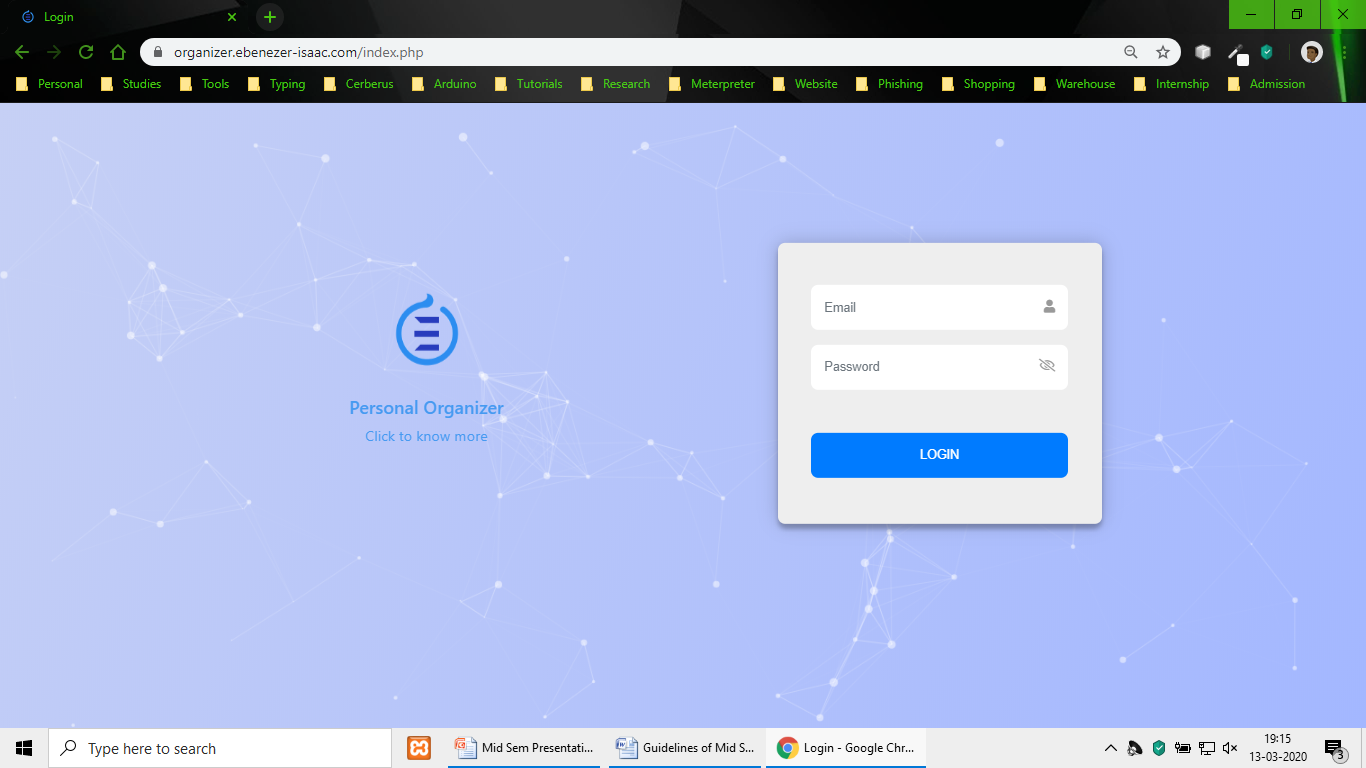 Login
organizer.ebenezer-isaac.com/index.php
Personal Studies Tools Typing Cerberus Arduino Tutorials Research Meterpreter Website Phishing Shopping Warehouse Internship Admission
Personal Organizer
Click to know more
Email
Password
LOGIN
Type here to search
Mid Sem Presentati...
Guidelines of Mid S...
Login - Google Chr...
19:15
13-03-2020
3